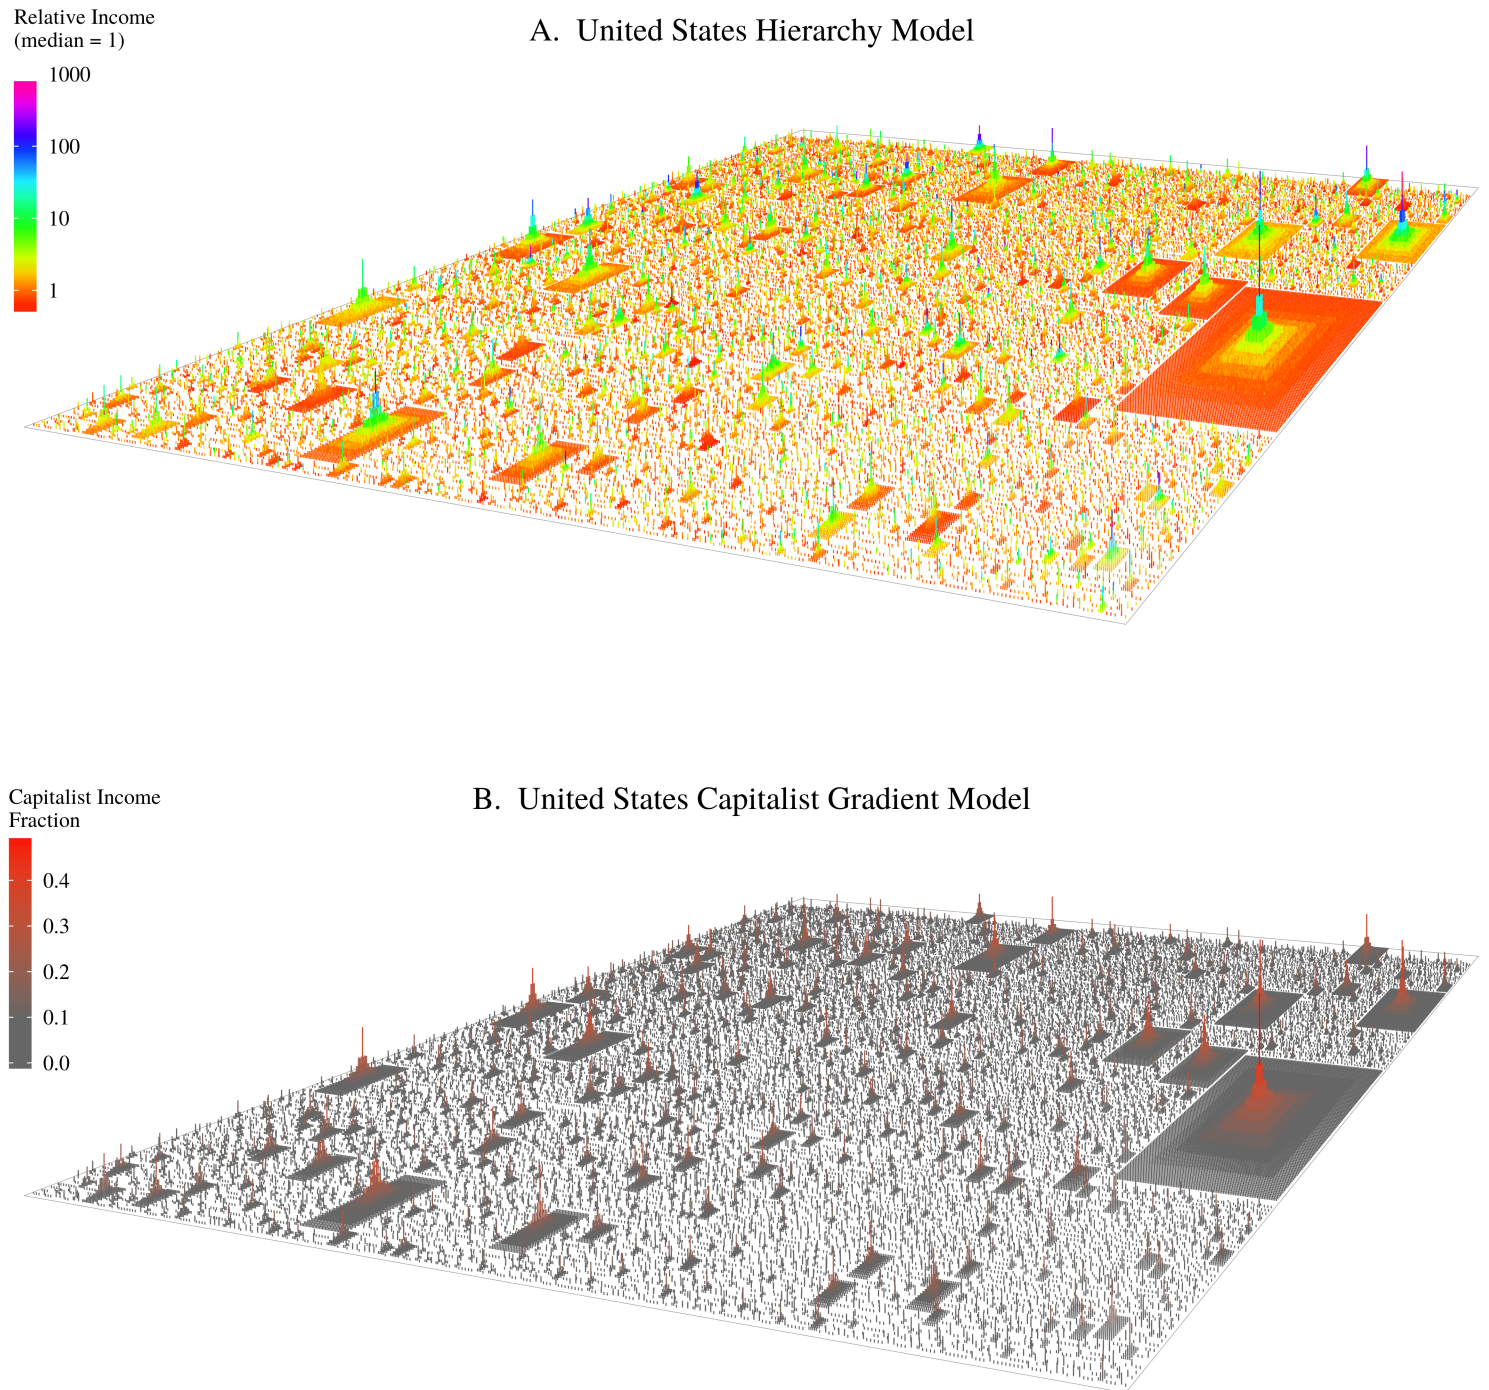 Relative Income
(median = 1)
A. United States Hierarchy Model
1000
100
10
1
Capitalist Income
Fraction
B. United States Capitalist Gradient Model
0.4
0.3
0.2
0.1
0.0